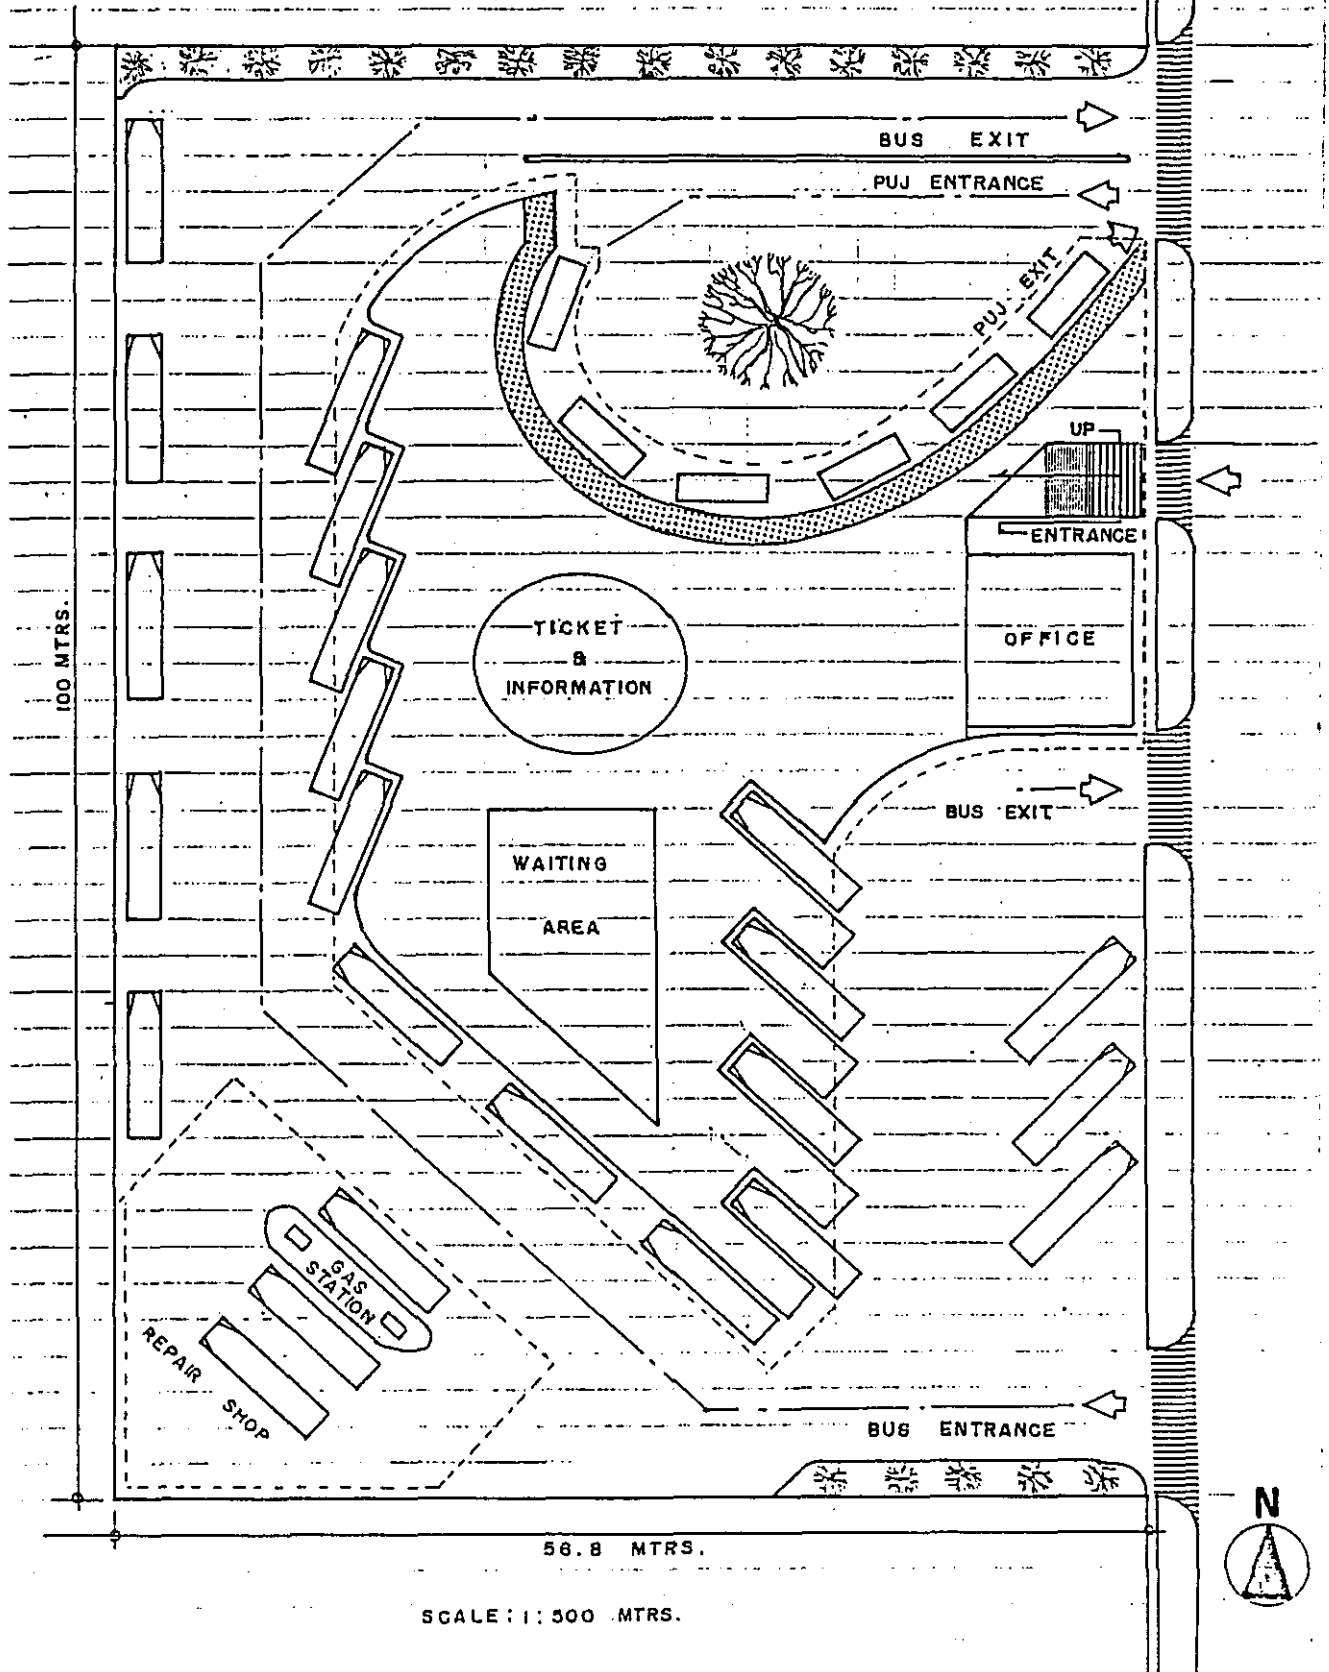 BUS EXIT
PUJ ENTRANCE
PUJ EXIT
UP
ENTRANCE
OFFICE
TICKET
&
INFORMATION
100 MTRS.
BUS EXIT
WAITING
AREA
GAS
STATION
REPAIR SHOP
BUS ENTRANCE
N
56.8 MTRS.
SCALE: 1:500 MTRS.